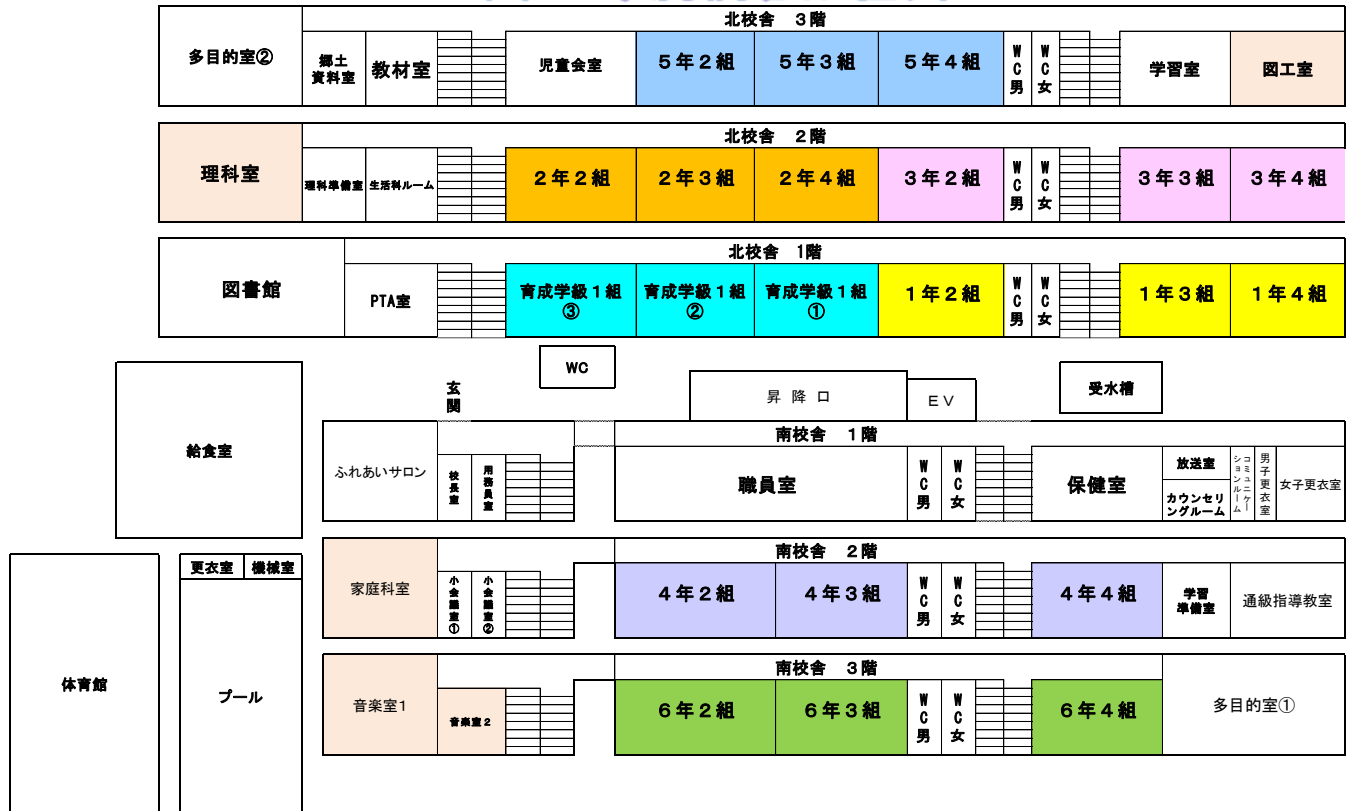 北校舎 3階
多目的室②
郷土
資料室
教材室
児童会室
5年2組
5年3組
5年4組
WC男
WC女
学習室
図工室
北校舎 2階
理科室
理科準備室
生活科ルーム
2年2組
2年3組
2年4組
3年2組
WC男
WC女
3年3組
3年4組
北校舎 1階
図書館
PTA室
育成学級1組
③
育成学級1組
②
育成学級1組
①
1年2組
WC男
WC女
1年3組
1年4組
WC
昇降口
EV
受水槽
給食室
玄関
南校舎 1階
ふれあいサロン
校長室
用務員室
職員室
WC男
WC女
保健室
放送室
カウンセリ
ングルーム
コミュニケー
ションルーム
男子更衣室
女子更衣室
南校舎 2階
家庭科室
小会議室①
小会議室②
4年2組
4年3組
WC男
WC女
4年4組
学習
準備室
通級指導教室
体育館
更衣室
機械室
プール
南校舎 3階
音楽室1
音楽室2
6年2組
6年3組
WC男
WC女
6年4組
多目的室①